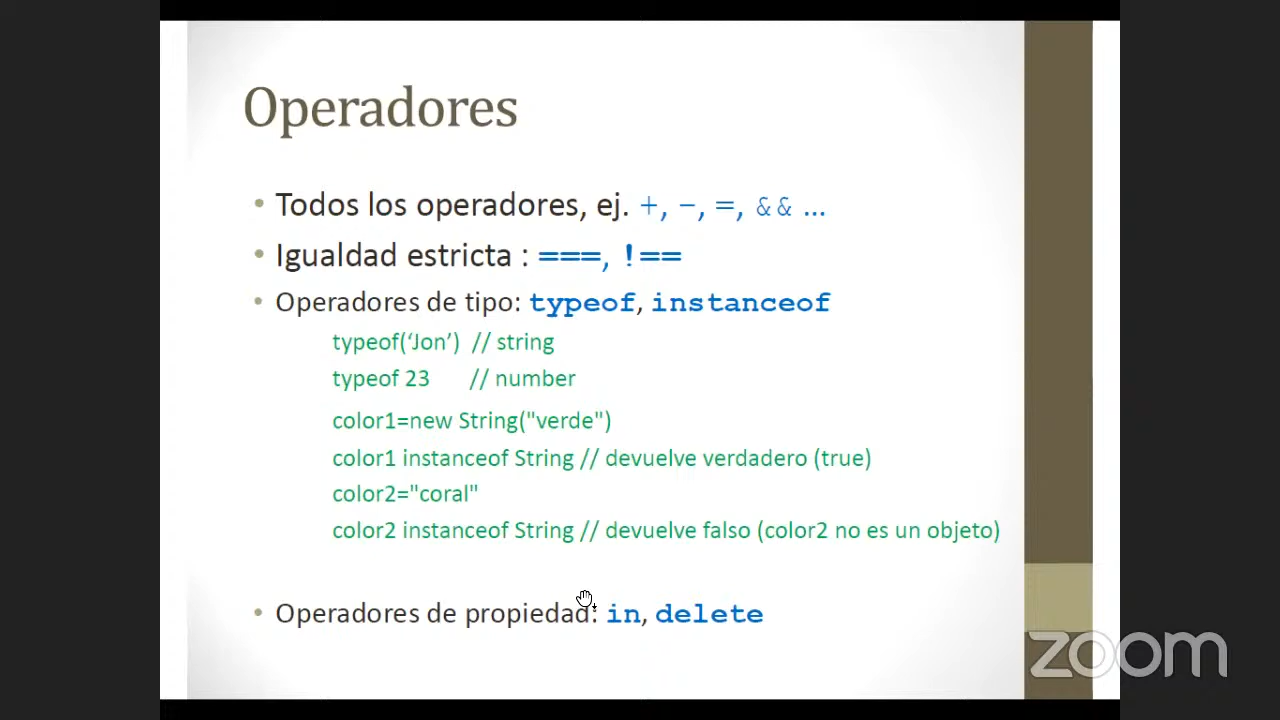 Operadores
• Todos los operadores, ej. +, -, =, && ...
• Igualdad estricta : ===, !==
• Operadores de tipo: typeof, instanceof
typeof(‘Jon’) // string
typeof 23 // number
color1=new String("verde")
color1 instanceof String // devuelve verdadero (true)
color2="coral"
color2 instanceof String // devuelve falso (color2 no es un objeto)
• Operadores de propiedad: in, delete
zoom